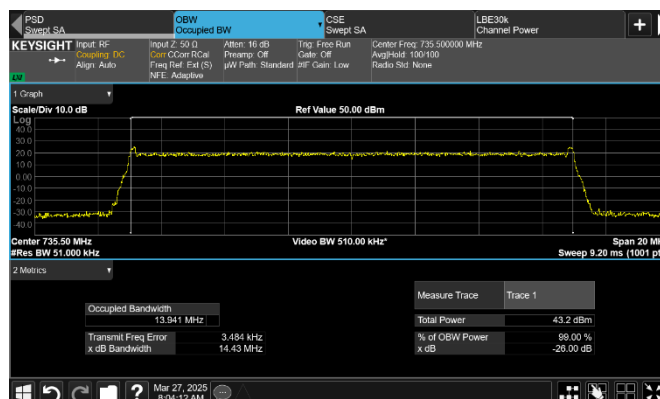 PSD
Swept SA
OBW
Occupied BW
CSE
Swept SA
LBE30k
Channel Power
KEYSIGHT
Input: RF
Coupling: DC
Align: Auto
Input Z: 50 Ω
Corr CCorr RCal
Freq Ref: Ext (S)
NFE: Adaptive
Atten: 16 dB
Preamp: Off
µW Path: Standard
Trig: Free Run
Gate: Off
#IF Gain: Low
Center Freq: 735.500000 MHz
Avg|Hold: 100/100
Radio Std: None
1 Graph
Scale/Div 10.0 dB
Ref Value 50.00 dBm
Log
40.0
30.0
20.0
10.0
0.00
-10.0
-20.0
-30.0
-40.0
Center 735.50 MHz
Video BW 510.00 kHz*
Span 20 MH
#Res BW 51.000 kHz
Sweep 9.20 ms (1001 pt
2 Metrics
Measure Trace Trace 1
Occupied Bandwidth
13.941 MHz
Total Power 43.2 dBm
Transmit Freq Error 3.484 kHz
% of OBW Power 99.00 %
x dB Bandwidth 14.43 MHz
x dB -26.00 dB
Mar 27, 2025
8:04:12 AM